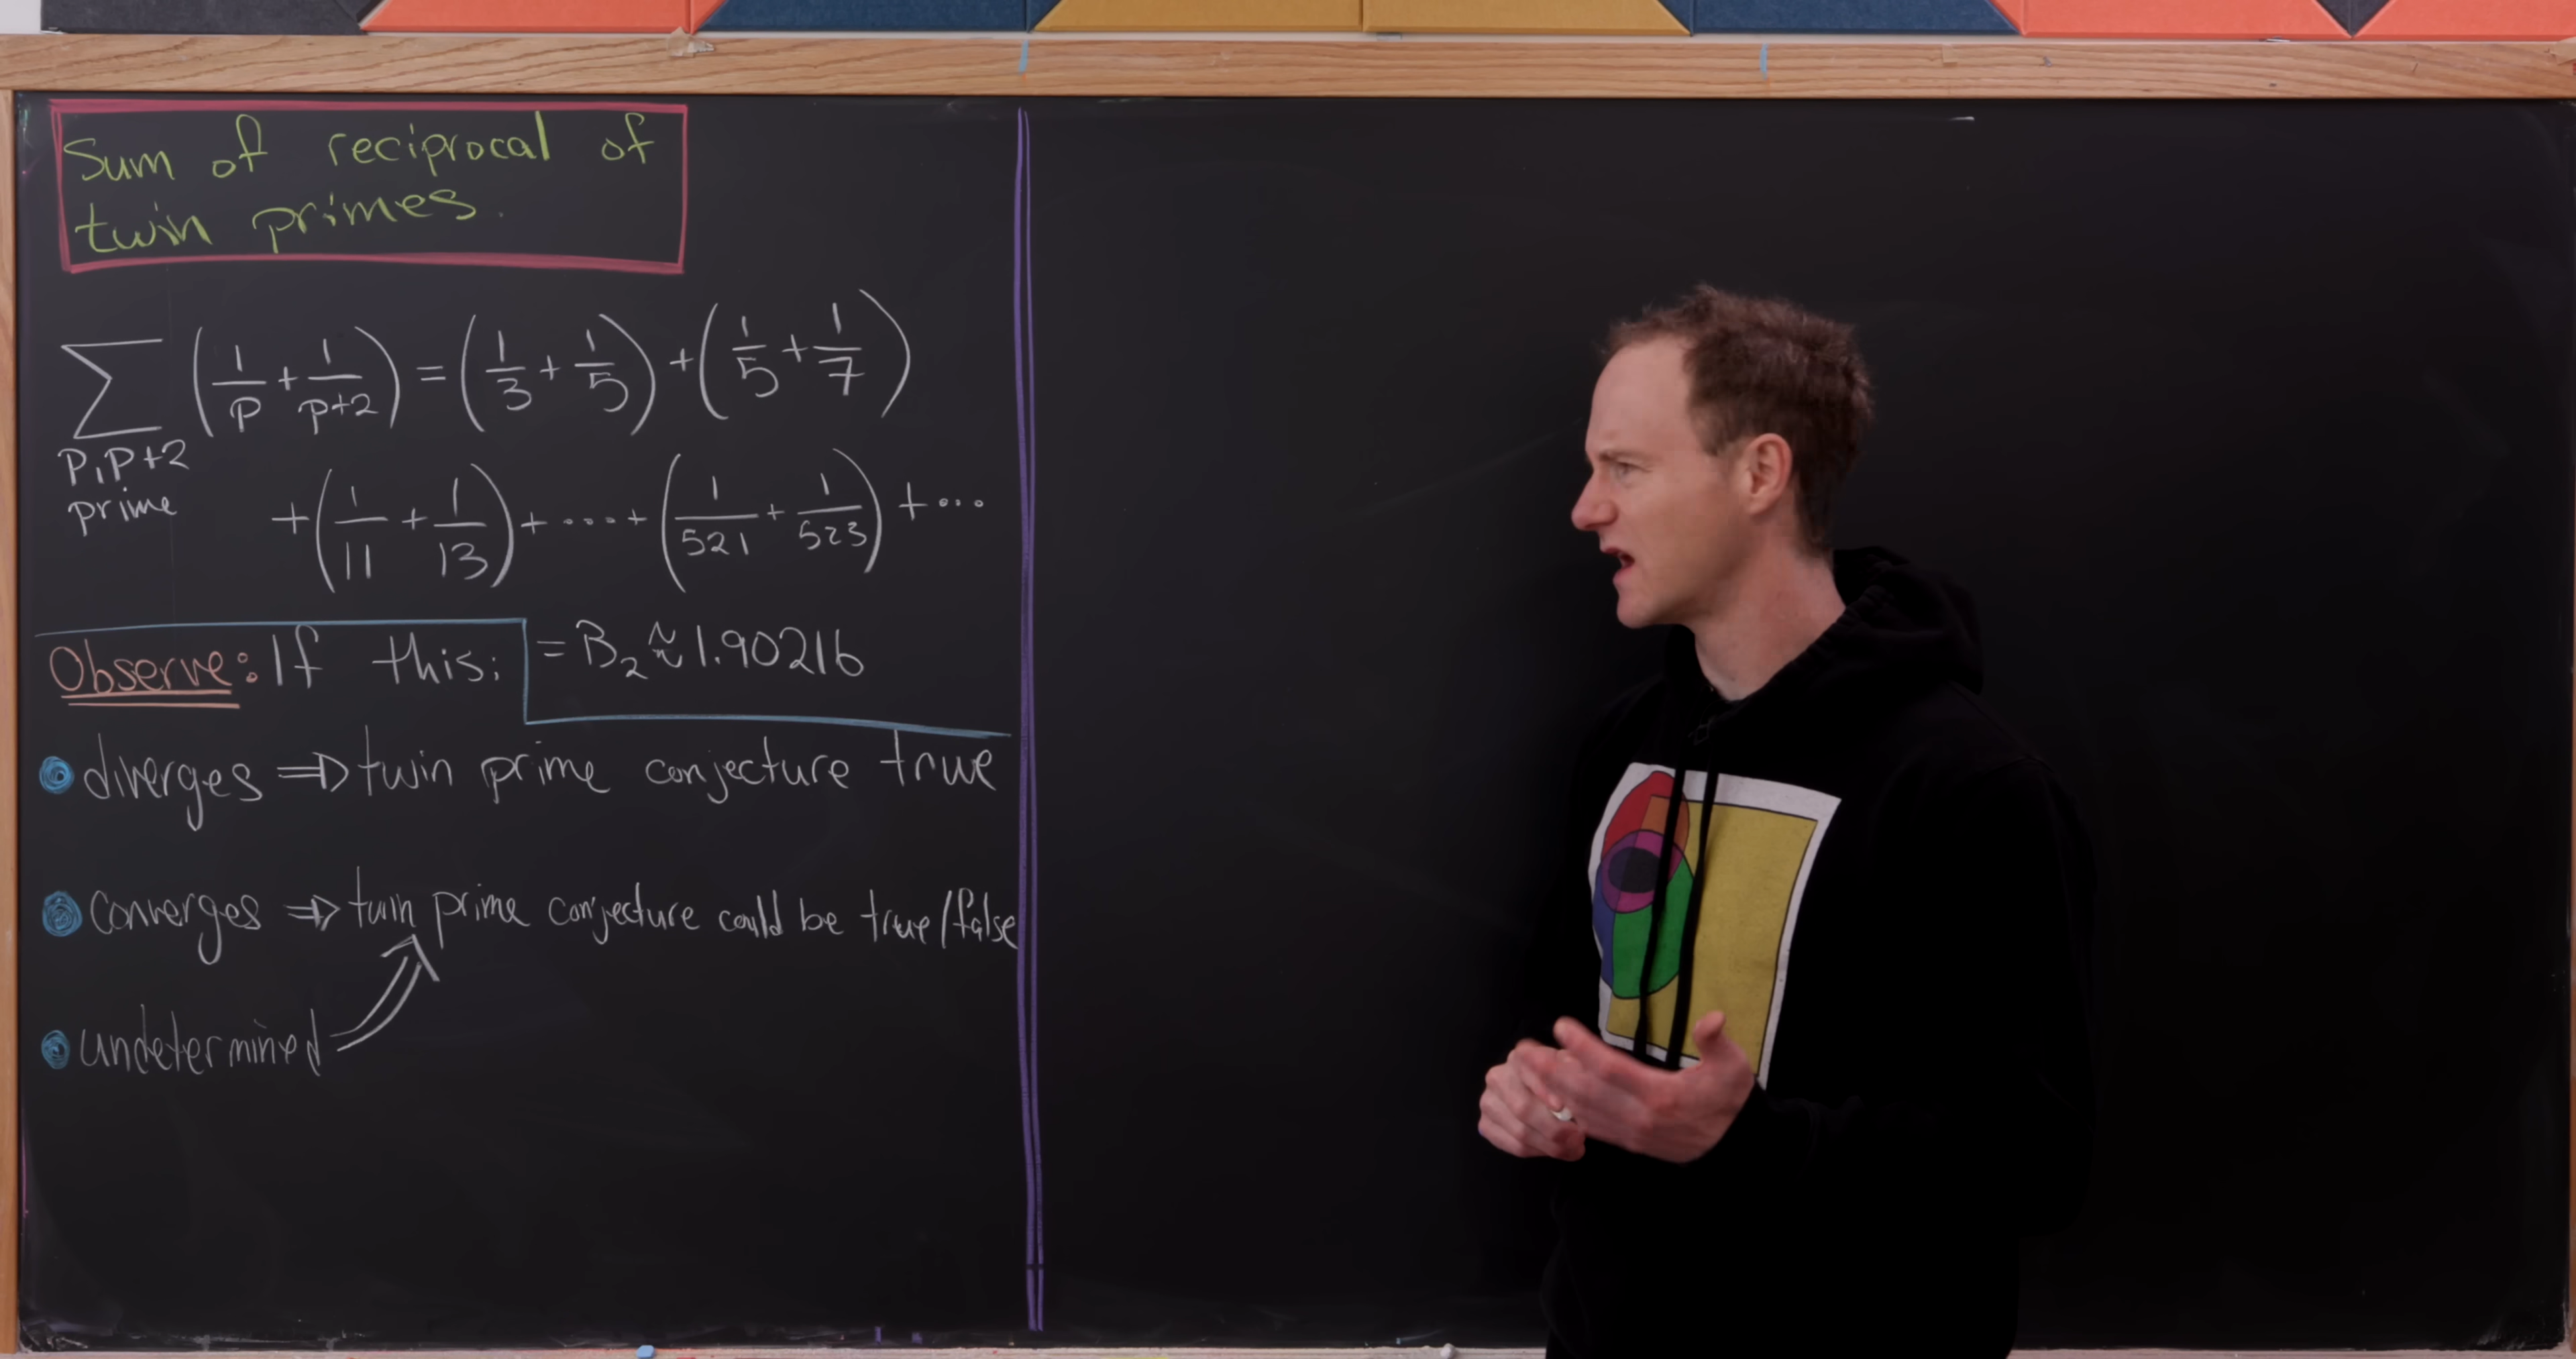 Sum of reciprocal of
twin primes.
∑ (1/p + 1/p+2) = (1/3 + 1/5) + (1/5 + 1/7)
p,p+2
prime
+ (1/11 + 1/13) + .... + (1/521 + 1/523) + ...
Observe: If this: = B₂ ≈ 1.90216
• diverges ⇒ twin prime conjecture true
• converges ⇒ twin prime conjecture could be true/false
• undetermined